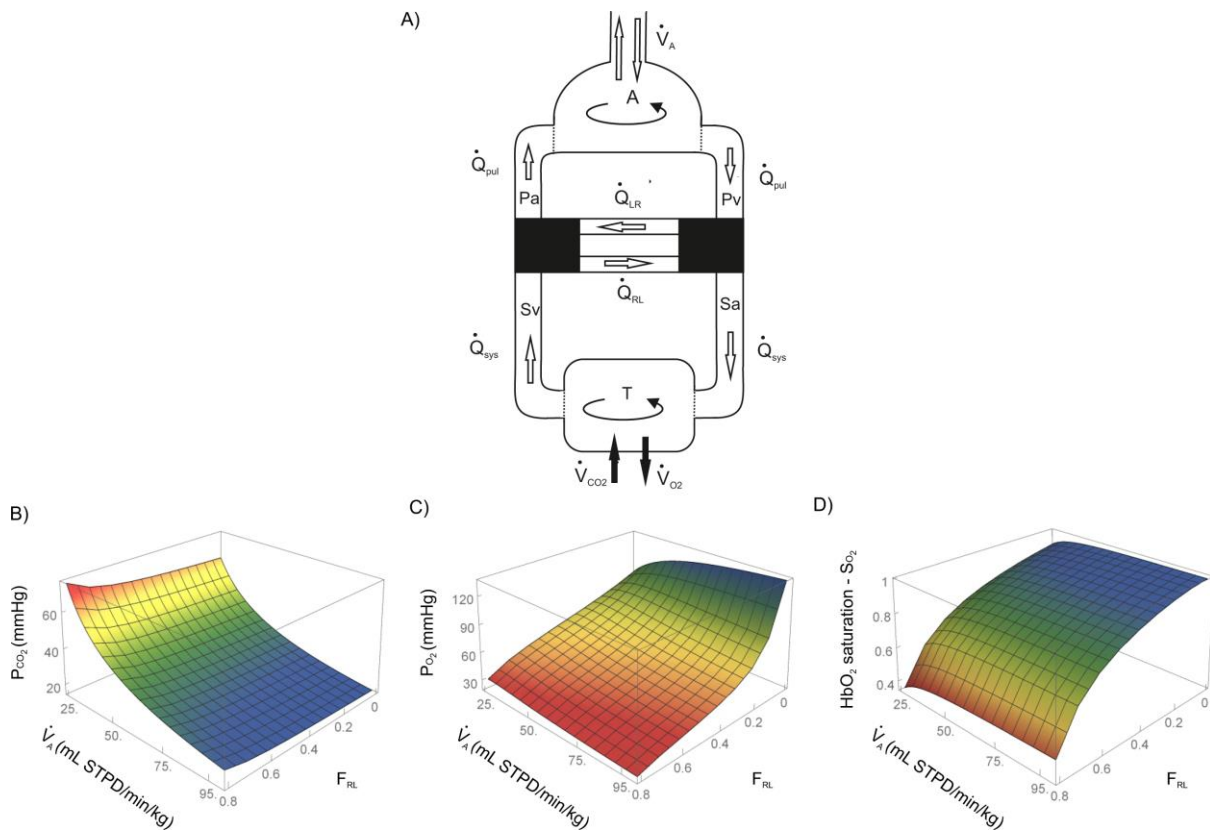 A)
V̇A
A
Q̇pul
Q̇pul
Pa
Q̇LR
Pv
Q̇RL
Sv
Sa
Q̇sys
Q̇sys
T
V̇CO2
V̇O2
B)
PCO2 (mmHg)
60
40
20
25.
50.
75.
95.
V̇A (mL STPD/min/kg)
0
0.2
0.4
0.6
0.8
FRL
C)
PO2 (mmHg)
120
90
60
30
25.
50.
75.
95.
V̇A (mL STPD/min/kg)
0
0.2
0.4
0.6
0.8
FRL
D)
HbO2 saturation - SO2
1
0.8
0.6
0.4
25.
50.
75.
95.
V̇A (mL STPD/min/kg)
0
0.2
0.4
0.6
0.8
FRL